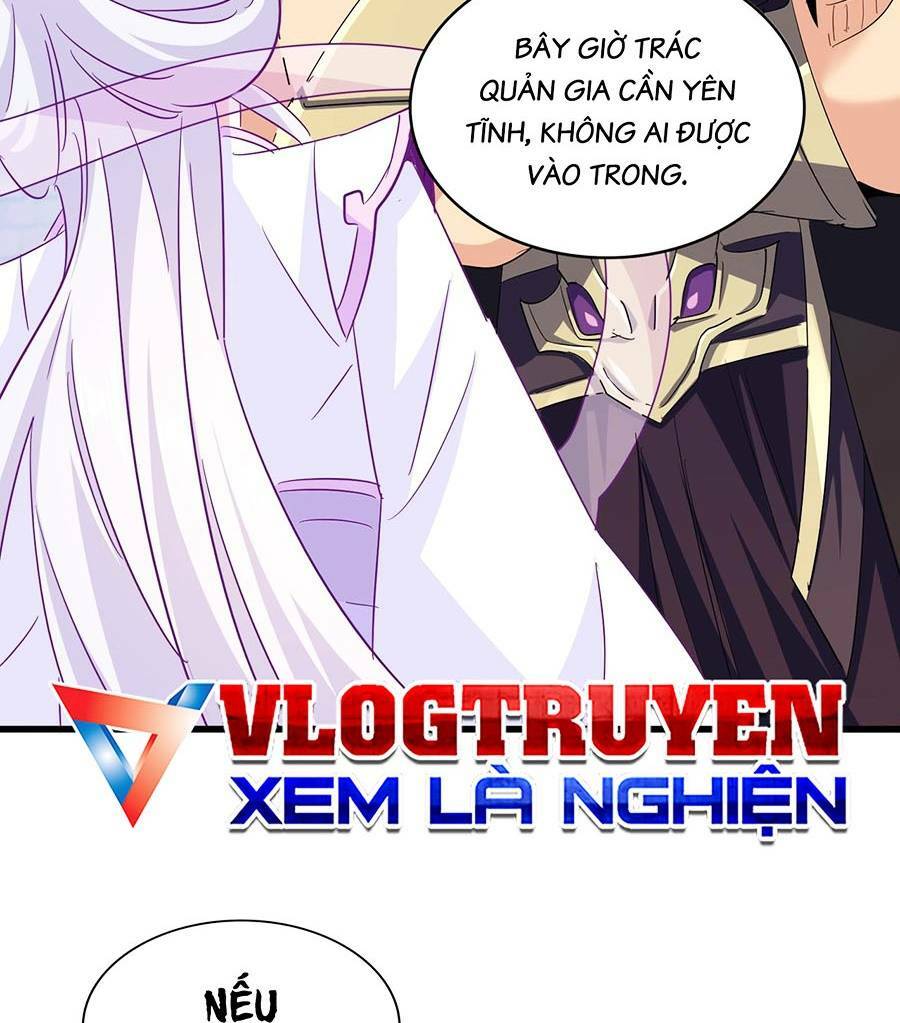 BÂY GIỜ TRÁC
QUẢN GIA CẦN YÊN
TĨNH, KHÔNG AI ĐƯỢC
VÀO TRONG.
VLOGTRUYEN
XEM LÀ NGHIỆN
NẾU